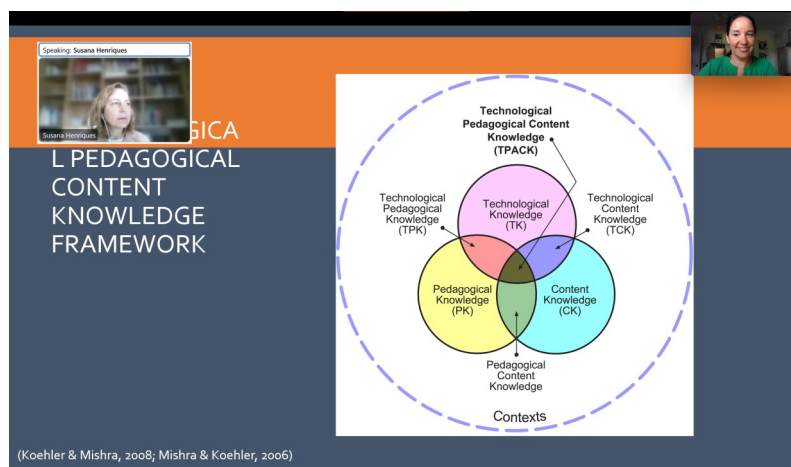 Speaking: Susana Henriques
Susana Henriques
GICA
L PEDAGOGICAL
CONTENT
KNOWLEDGE
FRAMEWORK
Technological
Pedagogical Content
Knowledge
(TPACK)
Technological
Pedagogical
Knowledge
(TPK)
Technological
Knowledge
(TK)
Technological
Content
Knowledge
(TCK)
Pedagogical
Knowledge
(PK)
Content
Knowledge
(CK)
Pedagogical
Content
Knowledge
Contexts
(Koehler & Mishra, 2008; Mishra & Koehler, 2006)